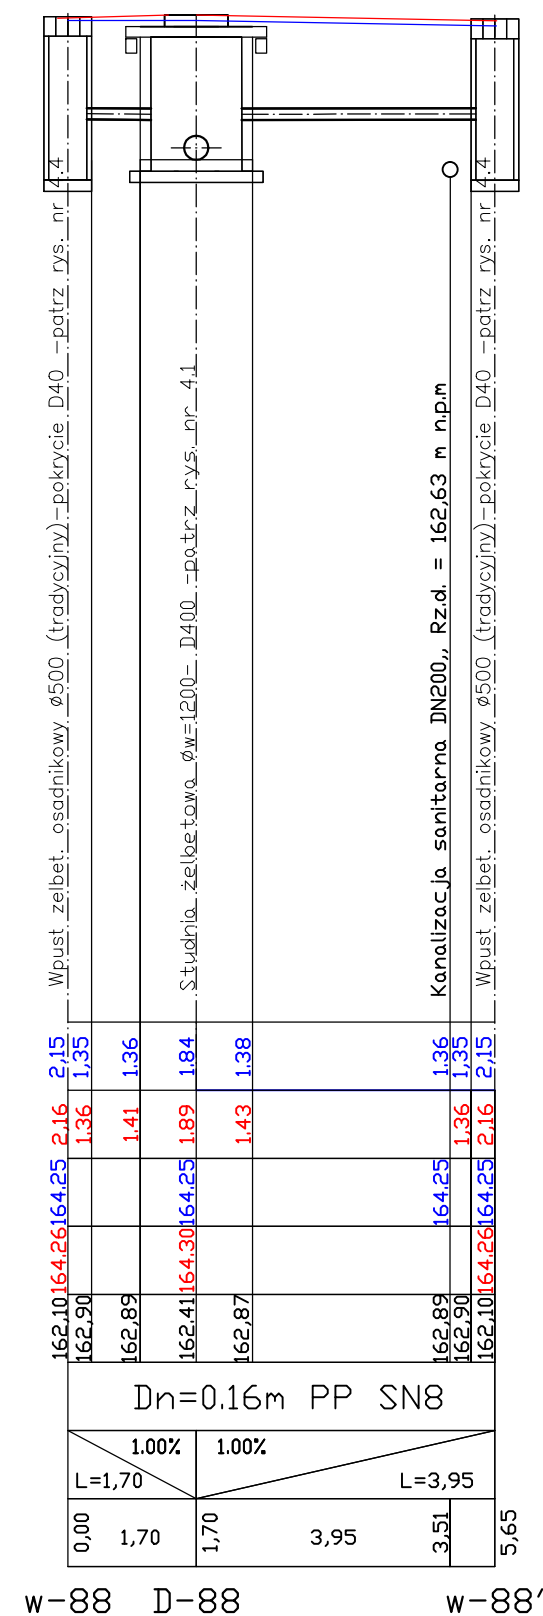 Wpust zelbet. osadnikowy ø500 (tradycyjny)-pokrycie D40 -patrz rys. nr 4.4
Studnia żelbetowa øw=1200- D400 -patrz rys. nr 4.1
Kanalizacja sanitarna DN200,, Rz.d. = 162,63 m n.p.m
Wpust zelbet. osadnikowy ø500 (tradycyjny)-pokrycie D40 -patrz rys. nr 4.4
2,15 1,35 1.36 1.84 1.38 1.36 1,35 2,15
2.16 1.36 1.41 1.89 1.43 1,36 2.16
164.25 164.25 164.25 164.25
164.26 164.30 164.26
162,10 162,90 162,89 162.41 162,87 162,89 162,90 162,10
Dn=0.16m PP SN8
1.00% 1.00%
L=1,70 L=3,95
0,00 1,70 1,70 3,95 3,51 5,65
w-88 D-88 w-88'